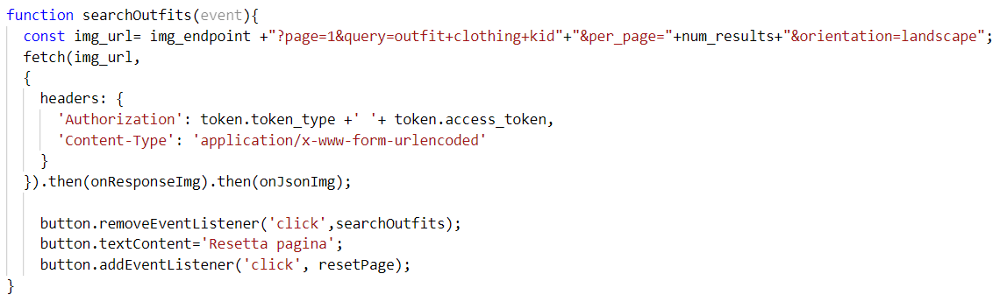 function searchOutfits(event){
const img_url= img_endpoint +"?page=1&query=outfit+clothing+kid"+"&per_page="+num_results+"&orientation=landscape";
fetch(img_url,
{
headers: {
'Authorization': token.token_type +' '+ token.access_token,
'Content-Type': 'application/x-www-form-urlencoded'
}
}).then(onResponseImg).then(onJsonImg);
button.removeEventListener('click',searchOutfits);
button.textContent='Resetta pagina';
button.addEventListener('click', resetPage);
}